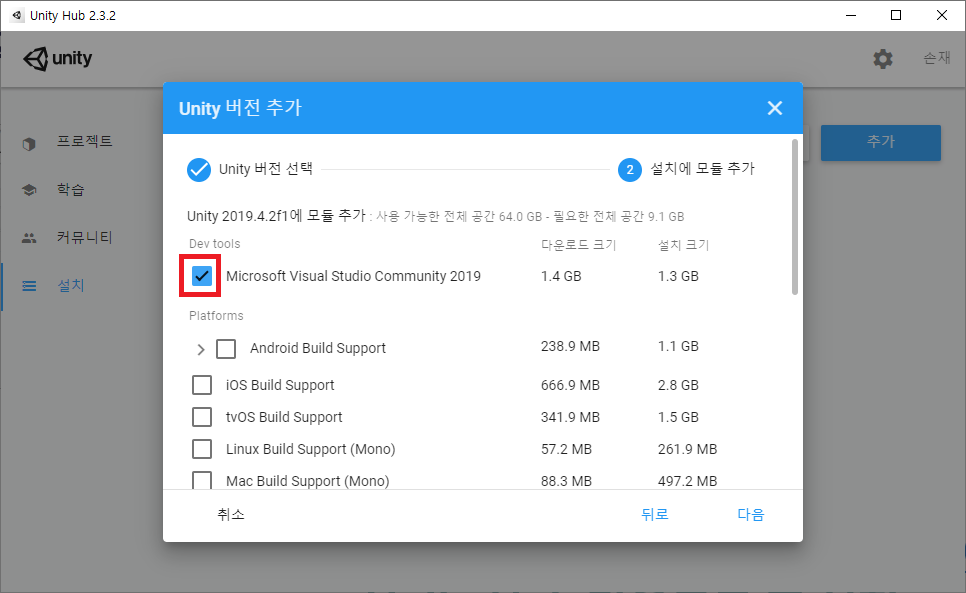 Unity Hub 2.3.2
unity
손재
프로젝트
학습
커뮤니티
설치
추가
Unity 버전 추가
Unity 버전 선택
2 설치에 모듈 추가
Unity 2019.4.2f1에 모듈 추가 : 사용 가능한 전체 공간 64.0 GB - 필요한 전체 공간 9.1 GB
Dev tools 다운로드 크기 설치 크기
Microsoft Visual Studio Community 2019 1.4 GB 1.3 GB
Platforms
Android Build Support 238.9 MB 1.1 GB
iOS Build Support 666.9 MB 2.8 GB
tvOS Build Support 341.9 MB 1.5 GB
Linux Build Support (Mono) 57.2 MB 261.9 MB
Mac Build Support (Mono) 88.3 MB 497.2 MB
취소 뒤로 다음